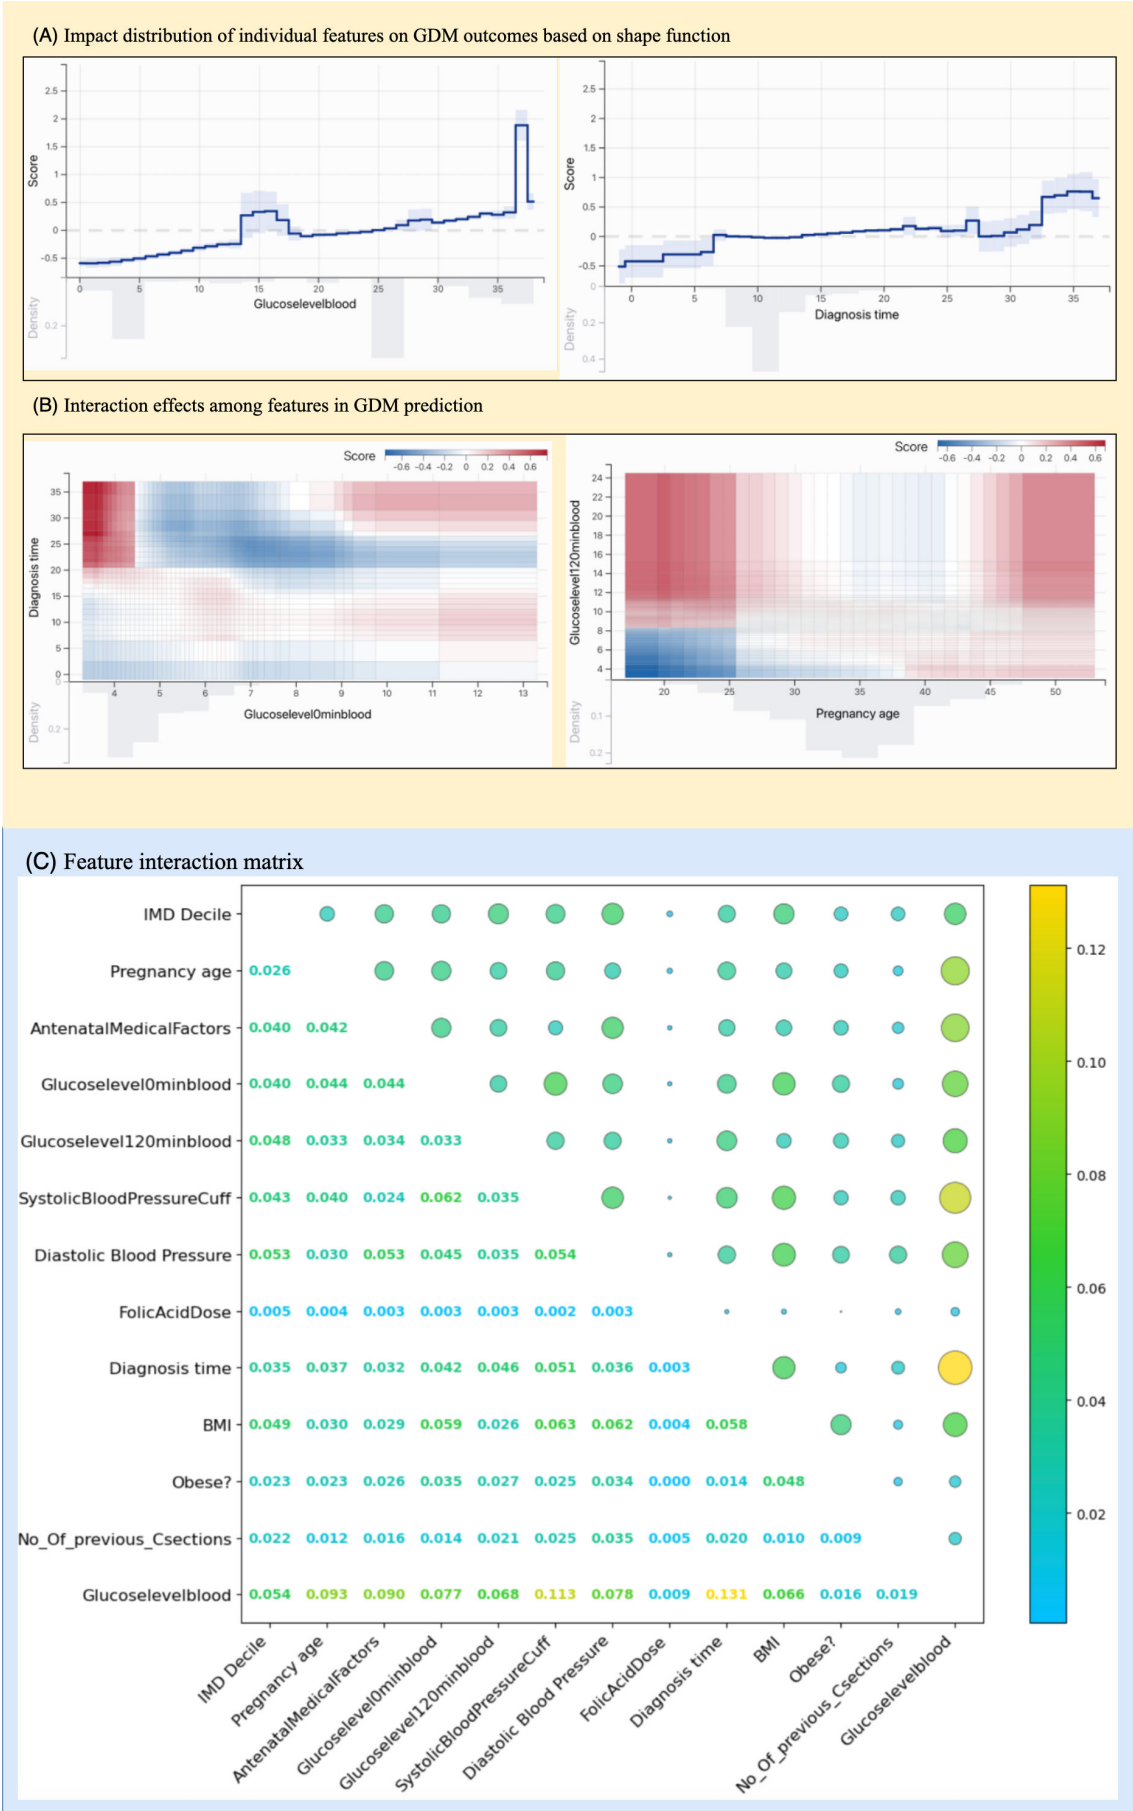 (A) Impact distribution of individual features on GDM outcomes based on shape function
2.5
2
1.5
1
0.5
0
-0.5
Score
0 5 10 15 20 25 30 35
Glucoselevelblood
Density
0.2
2.5
2
1.5
1
0.5
0
-0.5
Score
0 5 10 15 20 25 30 35
Diagnosis time
Density
0
0.2
0.4
(B) Interaction effects among features in GDM prediction
Score
-0.6 -0.4 -0.2 0 0.2 0.4 0.6
35
30
25
20
15
10
5
0
Diagnosis time
4 5 6 7 8 9 10 11 12 13
Glucoselevel0minblood
Density
0
0.2
Score
-0.6 -0.4 -0.2 0 0.2 0.4 0.6
24
22
20
18
16
14
12
10
8
6
4
Glucoselevel120minblood
20 25 30 35 40 45 50
Pregnancy age
Density
0.1
0.2
(C) Feature interaction matrix
IMD Decile
Pregnancy age 0.026
AntenatalMedicalFactors 0.040 0.042
Glucoselevel0minblood 0.040 0.044 0.044
Glucoselevel120minblood 0.048 0.033 0.034 0.033
SystolicBloodPressureCuff 0.043 0.040 0.024 0.062 0.035
Diastolic Blood Pressure 0.053 0.030 0.053 0.045 0.035 0.054
FolicAcidDose 0.005 0.004 0.003 0.003 0.003 0.002 0.003
Diagnosis time 0.035 0.037 0.032 0.042 0.046 0.051 0.036 0.003
BMI 0.049 0.030 0.029 0.059 0.026 0.063 0.062 0.004 0.058
Obese? 0.023 0.023 0.026 0.035 0.027 0.025 0.034 0.000 0.014 0.048
No_Of_previous_Csections 0.022 0.012 0.016 0.014 0.021 0.025 0.035 0.005 0.020 0.010 0.009
Glucoselevelblood 0.054 0.093 0.090 0.077 0.068 0.113 0.078 0.009 0.131 0.066 0.016 0.019
IMD Decile
Pregnancy age
AntenatalMedicalFactors
Glucoselevel0minblood
Glucoselevel120minblood
SystolicBloodPressureCuff
Diastolic Blood Pressure
FolicAcidDose
Diagnosis time
BMI
Obese?
No_Of_previous_Csections
Glucoselevelblood
0.12
0.10
0.08
0.06
0.04
0.02